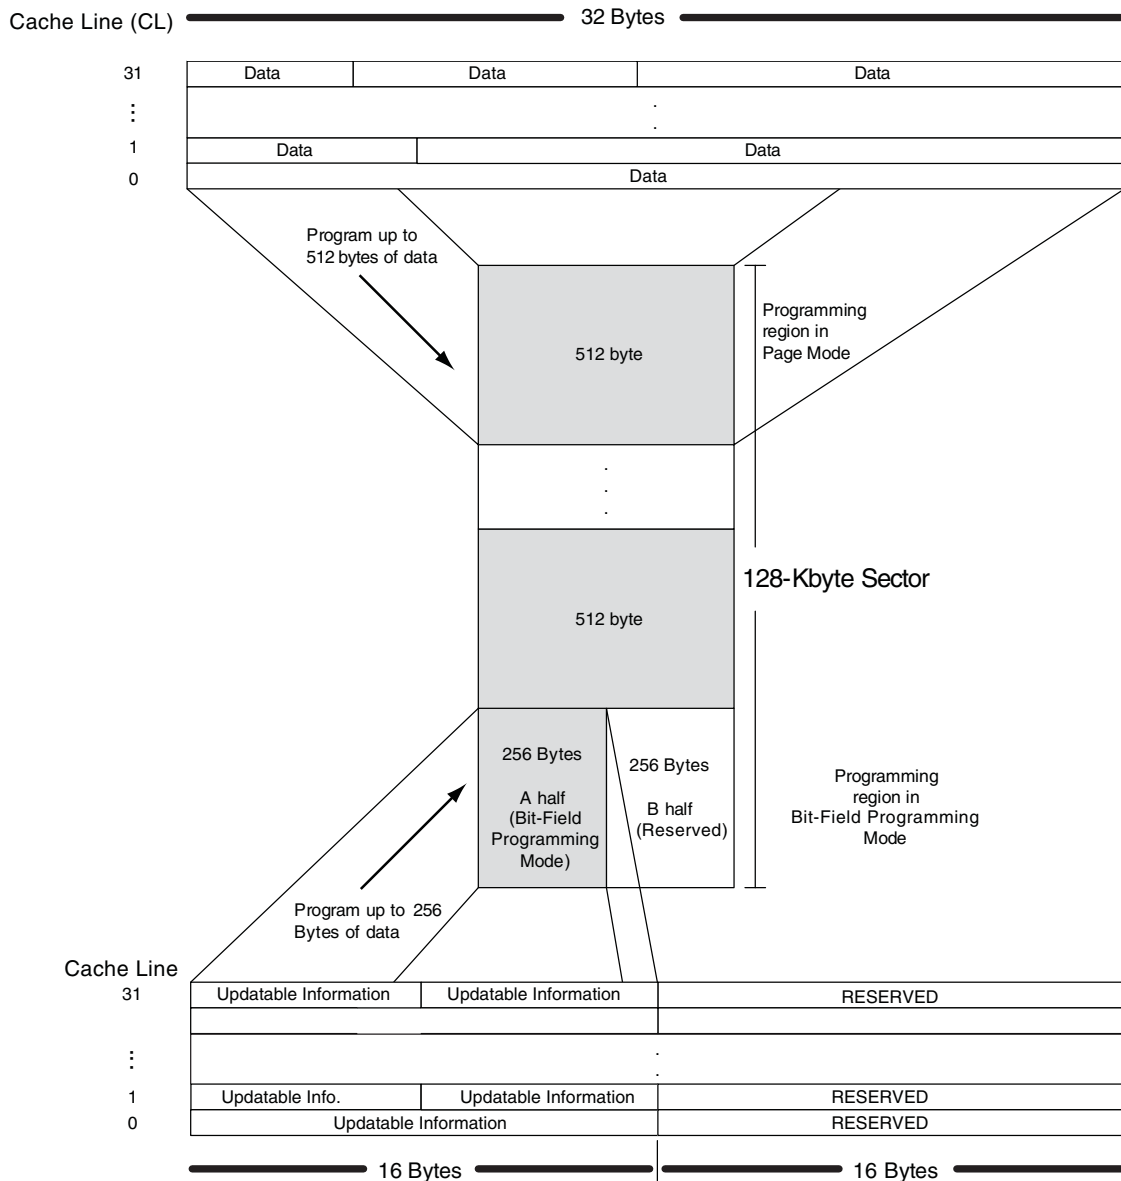 Cache Line (CL) 32 Bytes
31 Data Data Data
⋮ . .
1 Data Data
0 Data
Program up to
512 bytes of data
512 byte
Programming
region in
Page Mode
. . .
128-Kbyte Sector
512 byte
256 Bytes
A half
(Bit-Field
Programming
Mode)
256 Bytes
B half
(Reserved)
Programming
region in
Bit-Field Programming
Mode
Program up to 256
Bytes of data
Cache Line
31 Updatable Information Updatable Information RESERVED
⋮ . .
1 Updatable Info. Updatable Information RESERVED
0 Updatable Information RESERVED
16 Bytes 16 Bytes